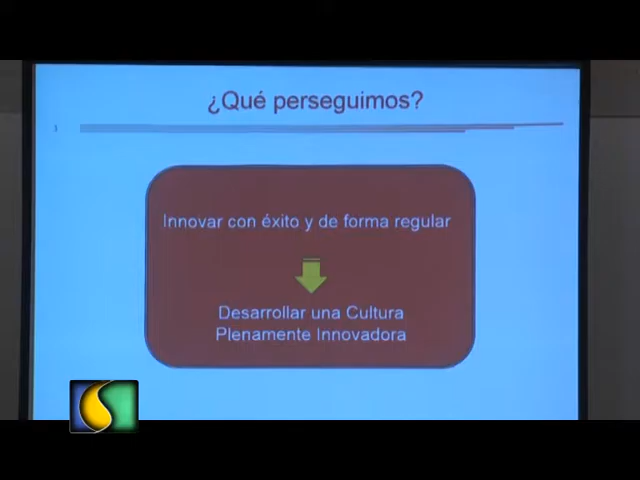 ¿Qué perseguimos?
Innovar con éxito y de forma regular
Desarrollar una Cultura
Plenamente Innovadora